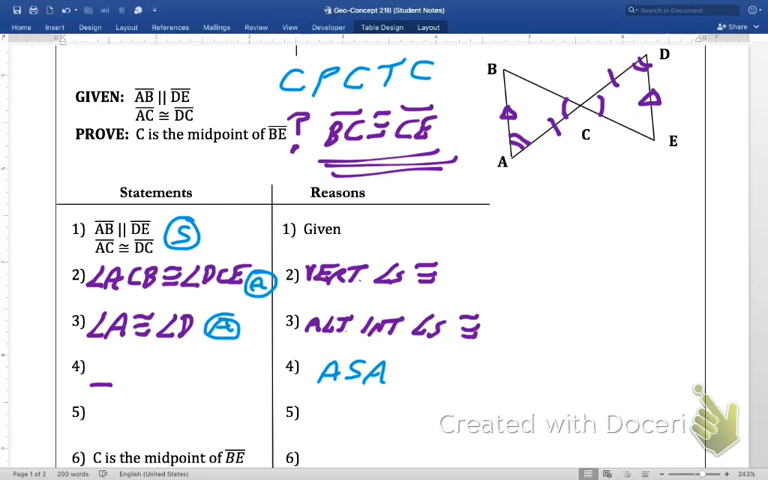 Geo-Concept 21B (Student Notes)
Search in Document
Home Insert Design Layout References Mailings Review View Developer Table Design Layout
Share
CPCTC
GIVEN: AB || DE
AC ≅ DC
PROVE: C is the midpoint of BE ? BC ≅ CE
B
D
C
A
E
Statements Reasons
1) AB || DE S 1) Given
AC ≅ DC
2) ∠ACB ≅ ∠DCE A 2) VERT. ∠S ≅
3) ∠A ≅ ∠D A 3) ALT INT ∠S ≅
4) 4) ASA
5) 5)
6) C is the midpoint of BE 6)
Created with Doceri
Page 1 of 2 200 words English (United States) 243%